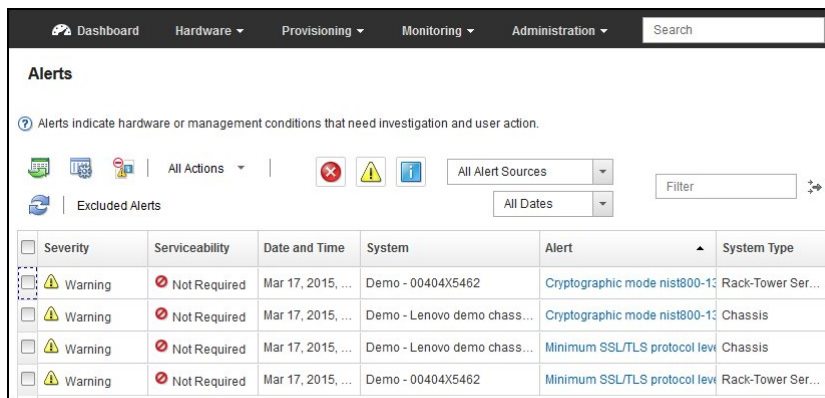 Dashboard Hardware Provisioning Monitoring Administration Search
Alerts
? Alerts indicate hardware or management conditions that need investigation and user action.
All Actions All Alert Sources Filter
Excluded Alerts All Dates
Severity Serviceability Date and Time System Alert System Type
Warning Not Required Mar 17, 2015, ... Demo - 00404X5462 Cryptographic mode nist800-13 Rack-Tower Ser...
Warning Not Required Mar 17, 2015, ... Demo - Lenovo demo chass... Cryptographic mode nist800-13 Chassis
Warning Not Required Mar 17, 2015, ... Demo - Lenovo demo chass... Minimum SSL/TLS protocol leve Chassis
Warning Not Required Mar 17, 2015, ... Demo - 00404X5462 Minimum SSL/TLS protocol leve Rack-Tower Ser...